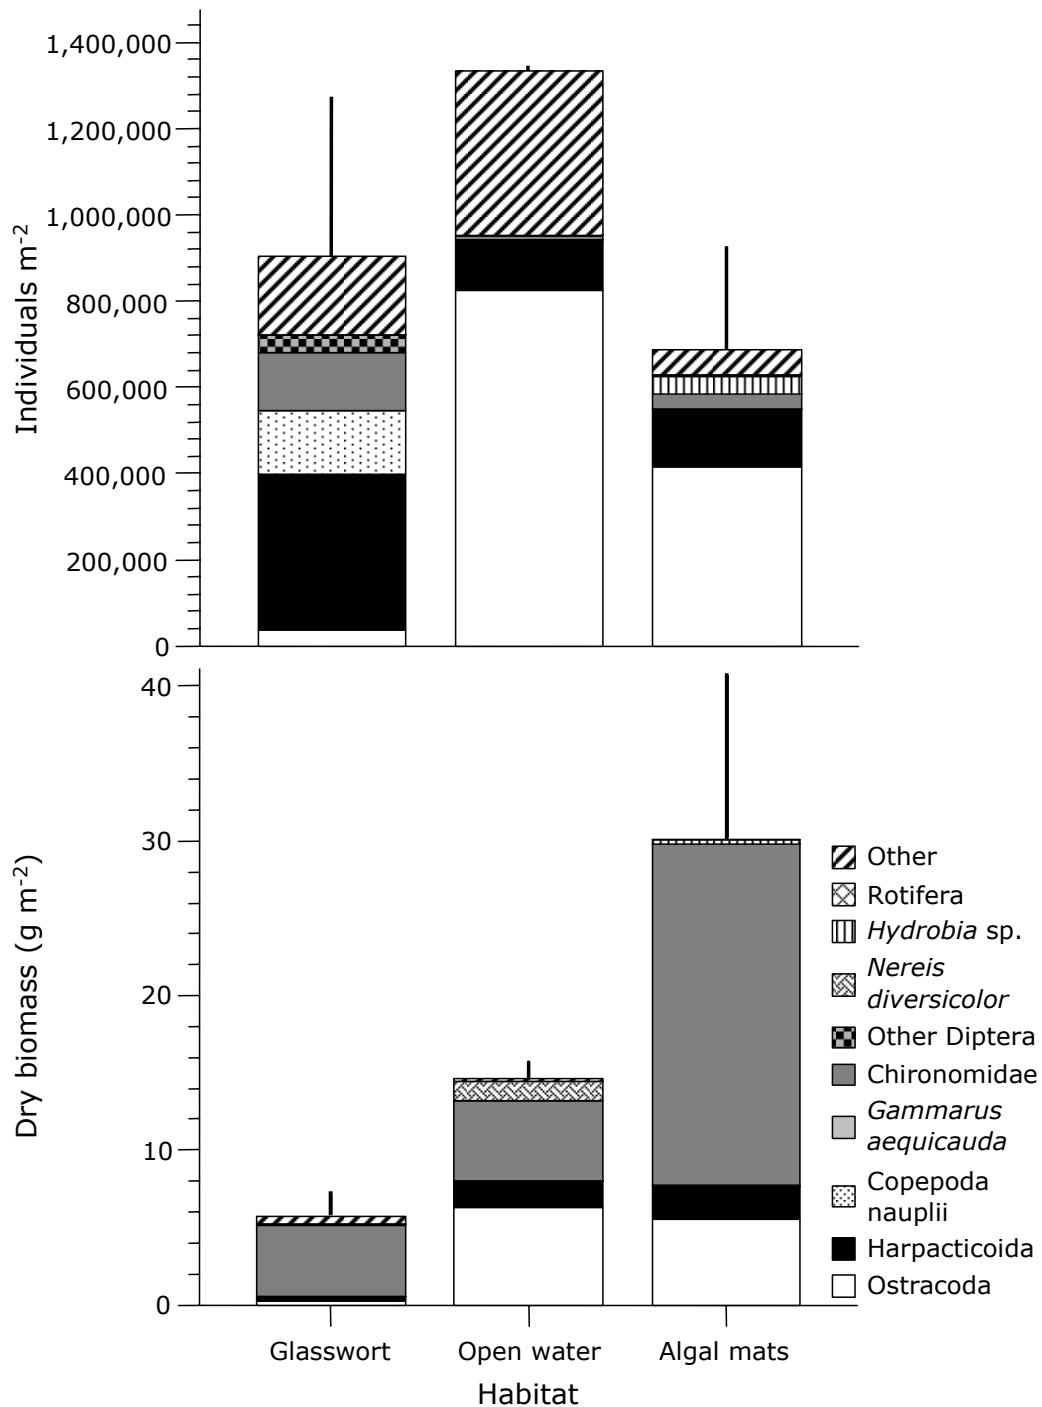 1,400,000
1,200,000
1,000,000
800,000
600,000
400,000
200,000
0
Individuals m-2
40
30
20
10
0
Dry biomass (g m-2)
Other
Rotifera
Hydrobia sp.
Nereis
diversicolor
Other Diptera
Chironomidae
Gammarus
aequicauda
Copepoda
nauplii
Harpacticoida
Ostracoda
Glasswort
Open water
Algal mats
Habitat